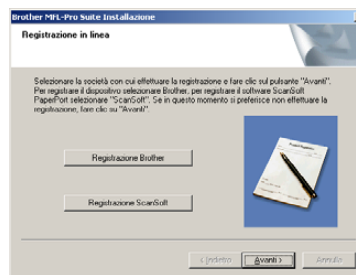 Brother MFL-Pro Suite Installazione
Registrazione in linea
Selezionare la società con cui effettuare la registrazione e fare clic sul pulsante "Avanti".
Per registrare il dispositivo selezionare Brother, per registrare il software ScanSoft
PaperPort selezionare "ScanSoft". Se in questo momento si preferisce non effettuare la
registrazione, fare clic su "Avanti".
Registrazione Brother
Registrazione ScanSoft
< Indietro Avanti > Annulla